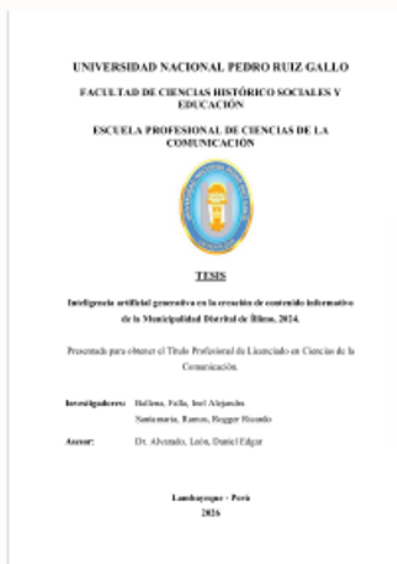 UNIVERSIDAD NACIONAL PEDRO RUIZ GALLO
FACULTAD DE CIENCIAS HISTÓRICO SOCIALES Y
EDUCACIÓN
ESCUELA PROFESIONAL DE CIENCIAS DE LA
COMUNICACIÓN
TESIS
Inteligencia artificial generativa en la creación de contenido informativo
de la Municipalidad Distrital de Íllimo, 2024.
Presentada para obtener el Título Profesional de Licenciado en Ciencias de la
Comunicación.
Investigadores: Ballena, Falla, Alejandro
Santamaría, Ramos, Rogger Ricardo
Asesor: Dr. Alvarado, León, Daniel Edgar
Lambayeque - Perú
2026